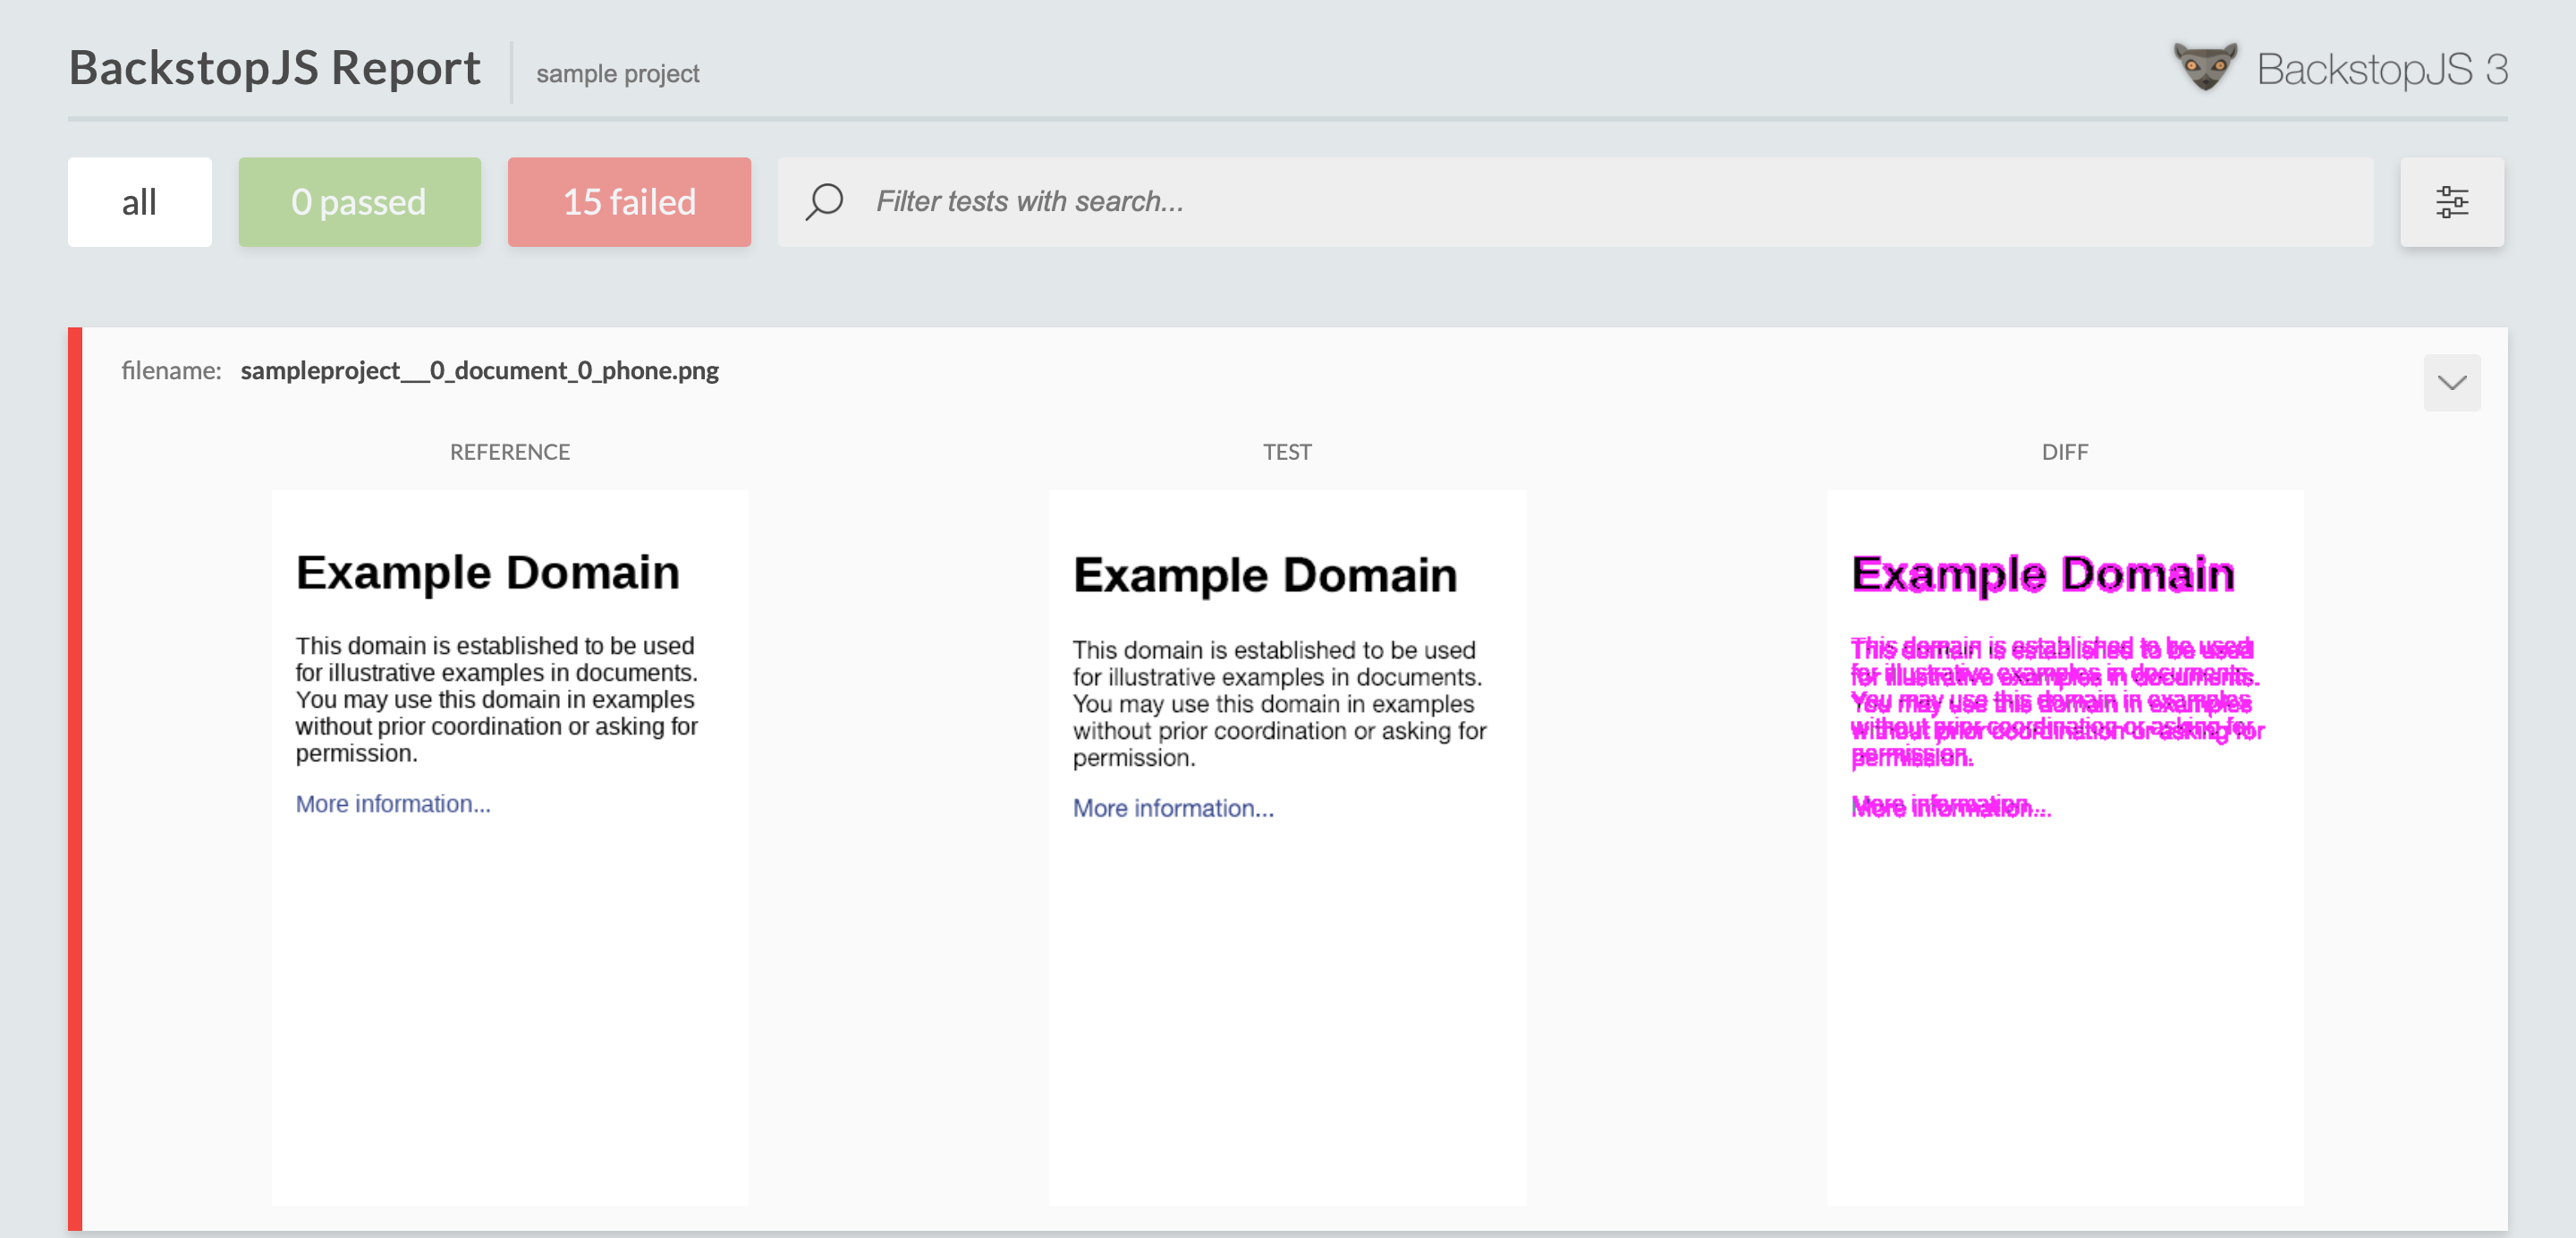 BackstopJS Report
sample project
BackstopJS 3
all
0 passed
15 failed
Filter tests with search...
filename: sampleproject__0_document_0_phone.png
REFERENCE
Example Domain
This domain is established to be used
for illustrative examples in documents.
You may use this domain in examples
without prior coordination or asking for
permission.
More information...
TEST
Example Domain
This domain is established to be used
for illustrative examples in documents.
You may use this domain in examples
without prior coordination or asking for
permission.
More information...
DIFF
Example Domain
This domain is established to be used
for illustrative examples in documents.
You may use this domain in examples
without prior coordination or asking for
permission.
More information...